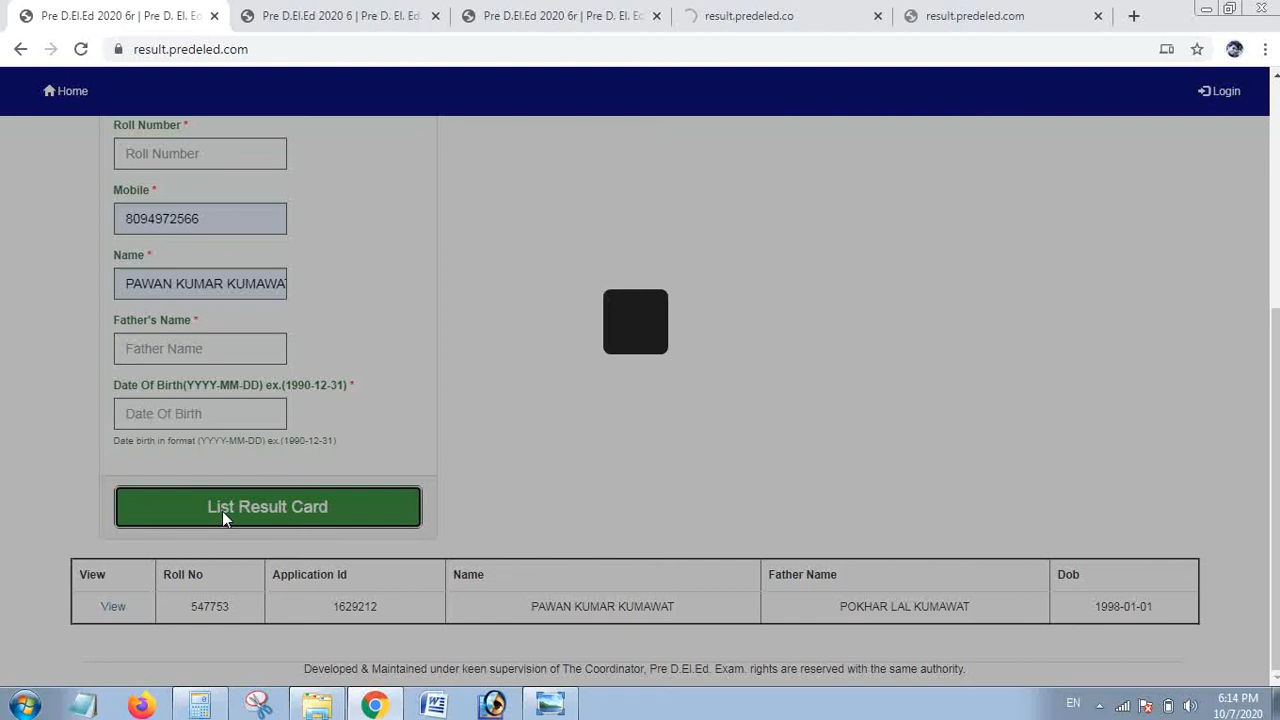 Pre D.El.Ed 2020 6r | Pre D. El. Ed
Pre D.El.Ed 2020 6 | Pre D. El. Ed.
Pre D.El.Ed 2020 6r | Pre D. El. Ec
result.predeled.co
result.predeled.com
result.predeled.com
Home
Login
Roll Number *
Roll Number
Mobile *
8094972566
Name *
PAWAN KUMAR KUMAWAT
Father's Name *
Father Name
Date Of Birth(YYYY-MM-DD) ex.(1990-12-31) *
Date Of Birth
Date birth in format (YYYY-MM-DD) ex.(1990-12-31)
List Result Card
View Roll No Application Id Name Father Name Dob
View 547753 1629212 PAWAN KUMAR KUMAWAT POKHAR LAL KUMAWAT 1998-01-01
Developed & Maintained under keen supervision of The Coordinator, Pre D.El.Ed. Exam. rights are reserved with the same authority.
EN
6:14 PM
10/7/2020